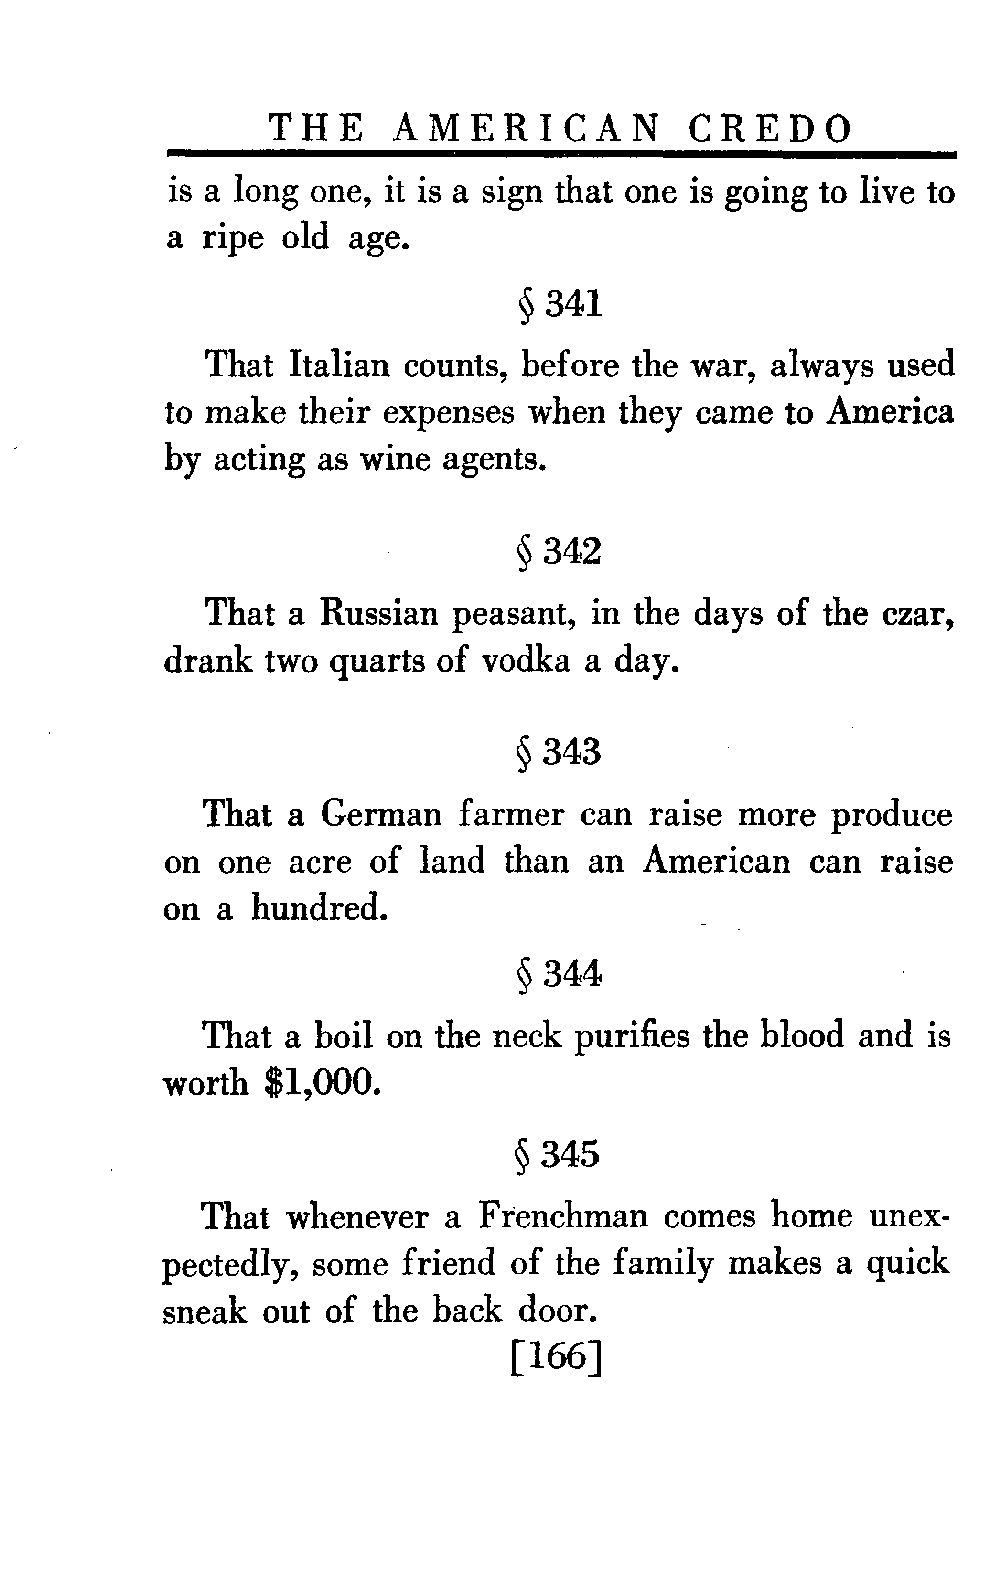 THE AMERICAN CREDO
is a long one, it is a sign that one is going to live to
a ripe old age.
§ 341
That Italian counts, before the war, always used
to make their expenses when they came to America
by acting as wine agents.
§ 342
That a Russian peasant, in the days of the czar,
drank two quarts of vodka a day.
§ 343
That a German farmer can raise more produce
on one acre of land than an American can raise
on a hundred.
§ 344
That a boil on the neck purifies the blood and is
worth $1,000.
§ 345
That whenever a Frenchman comes home unex-
pectedly, some friend of the family makes a quick
sneak out of the back door.
[166]